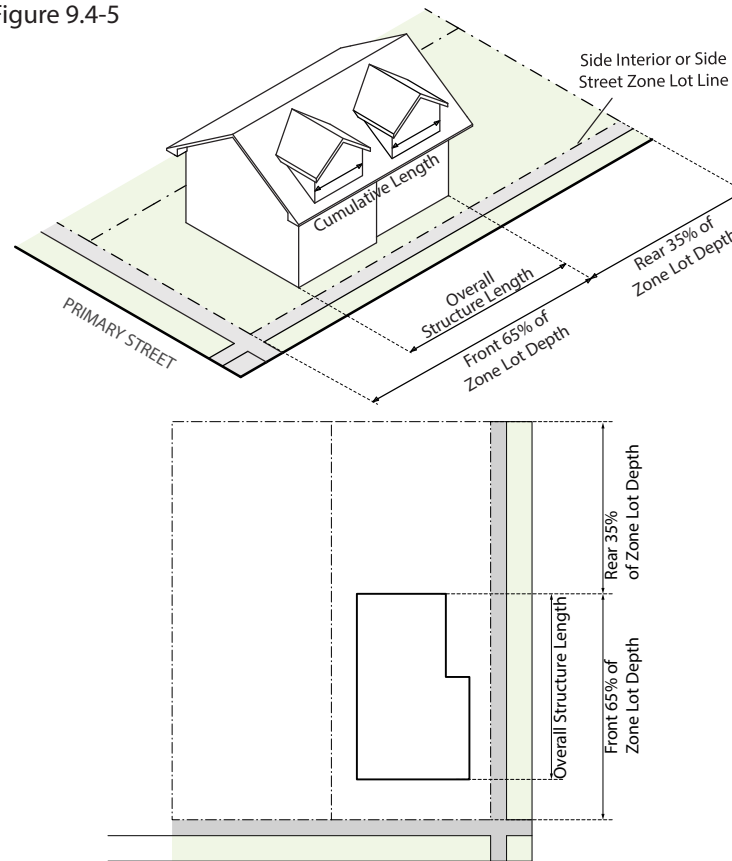 Figure 9.4-5
Side Interior or Side
Street Zone Lot Line
Cumulative Length
Rear 35% of
Zone Lot Depth
Overall
Structure Length
Front 65% of
Zone Lot Depth
PRIMARY STREET
Rear 35%
of Zone Lot Depth
Overall Structure Length
Front 65% of
Zone Lot Depth